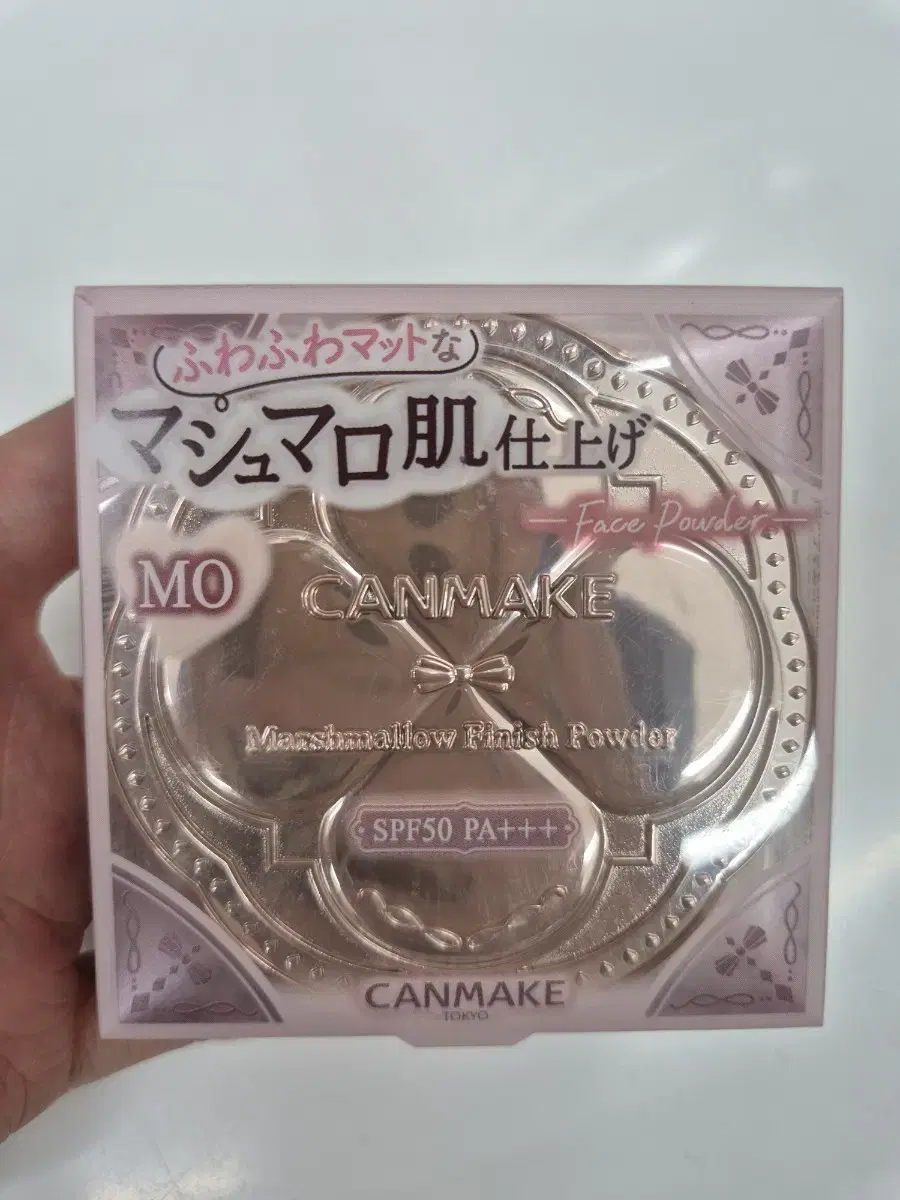 ふわふわマットな
マシュマロ肌仕上げ
Face Powder
MO
CANMAKE
Marshmallow Finish Powder
SPF50 PA+++
CANMAKE
TOKYO